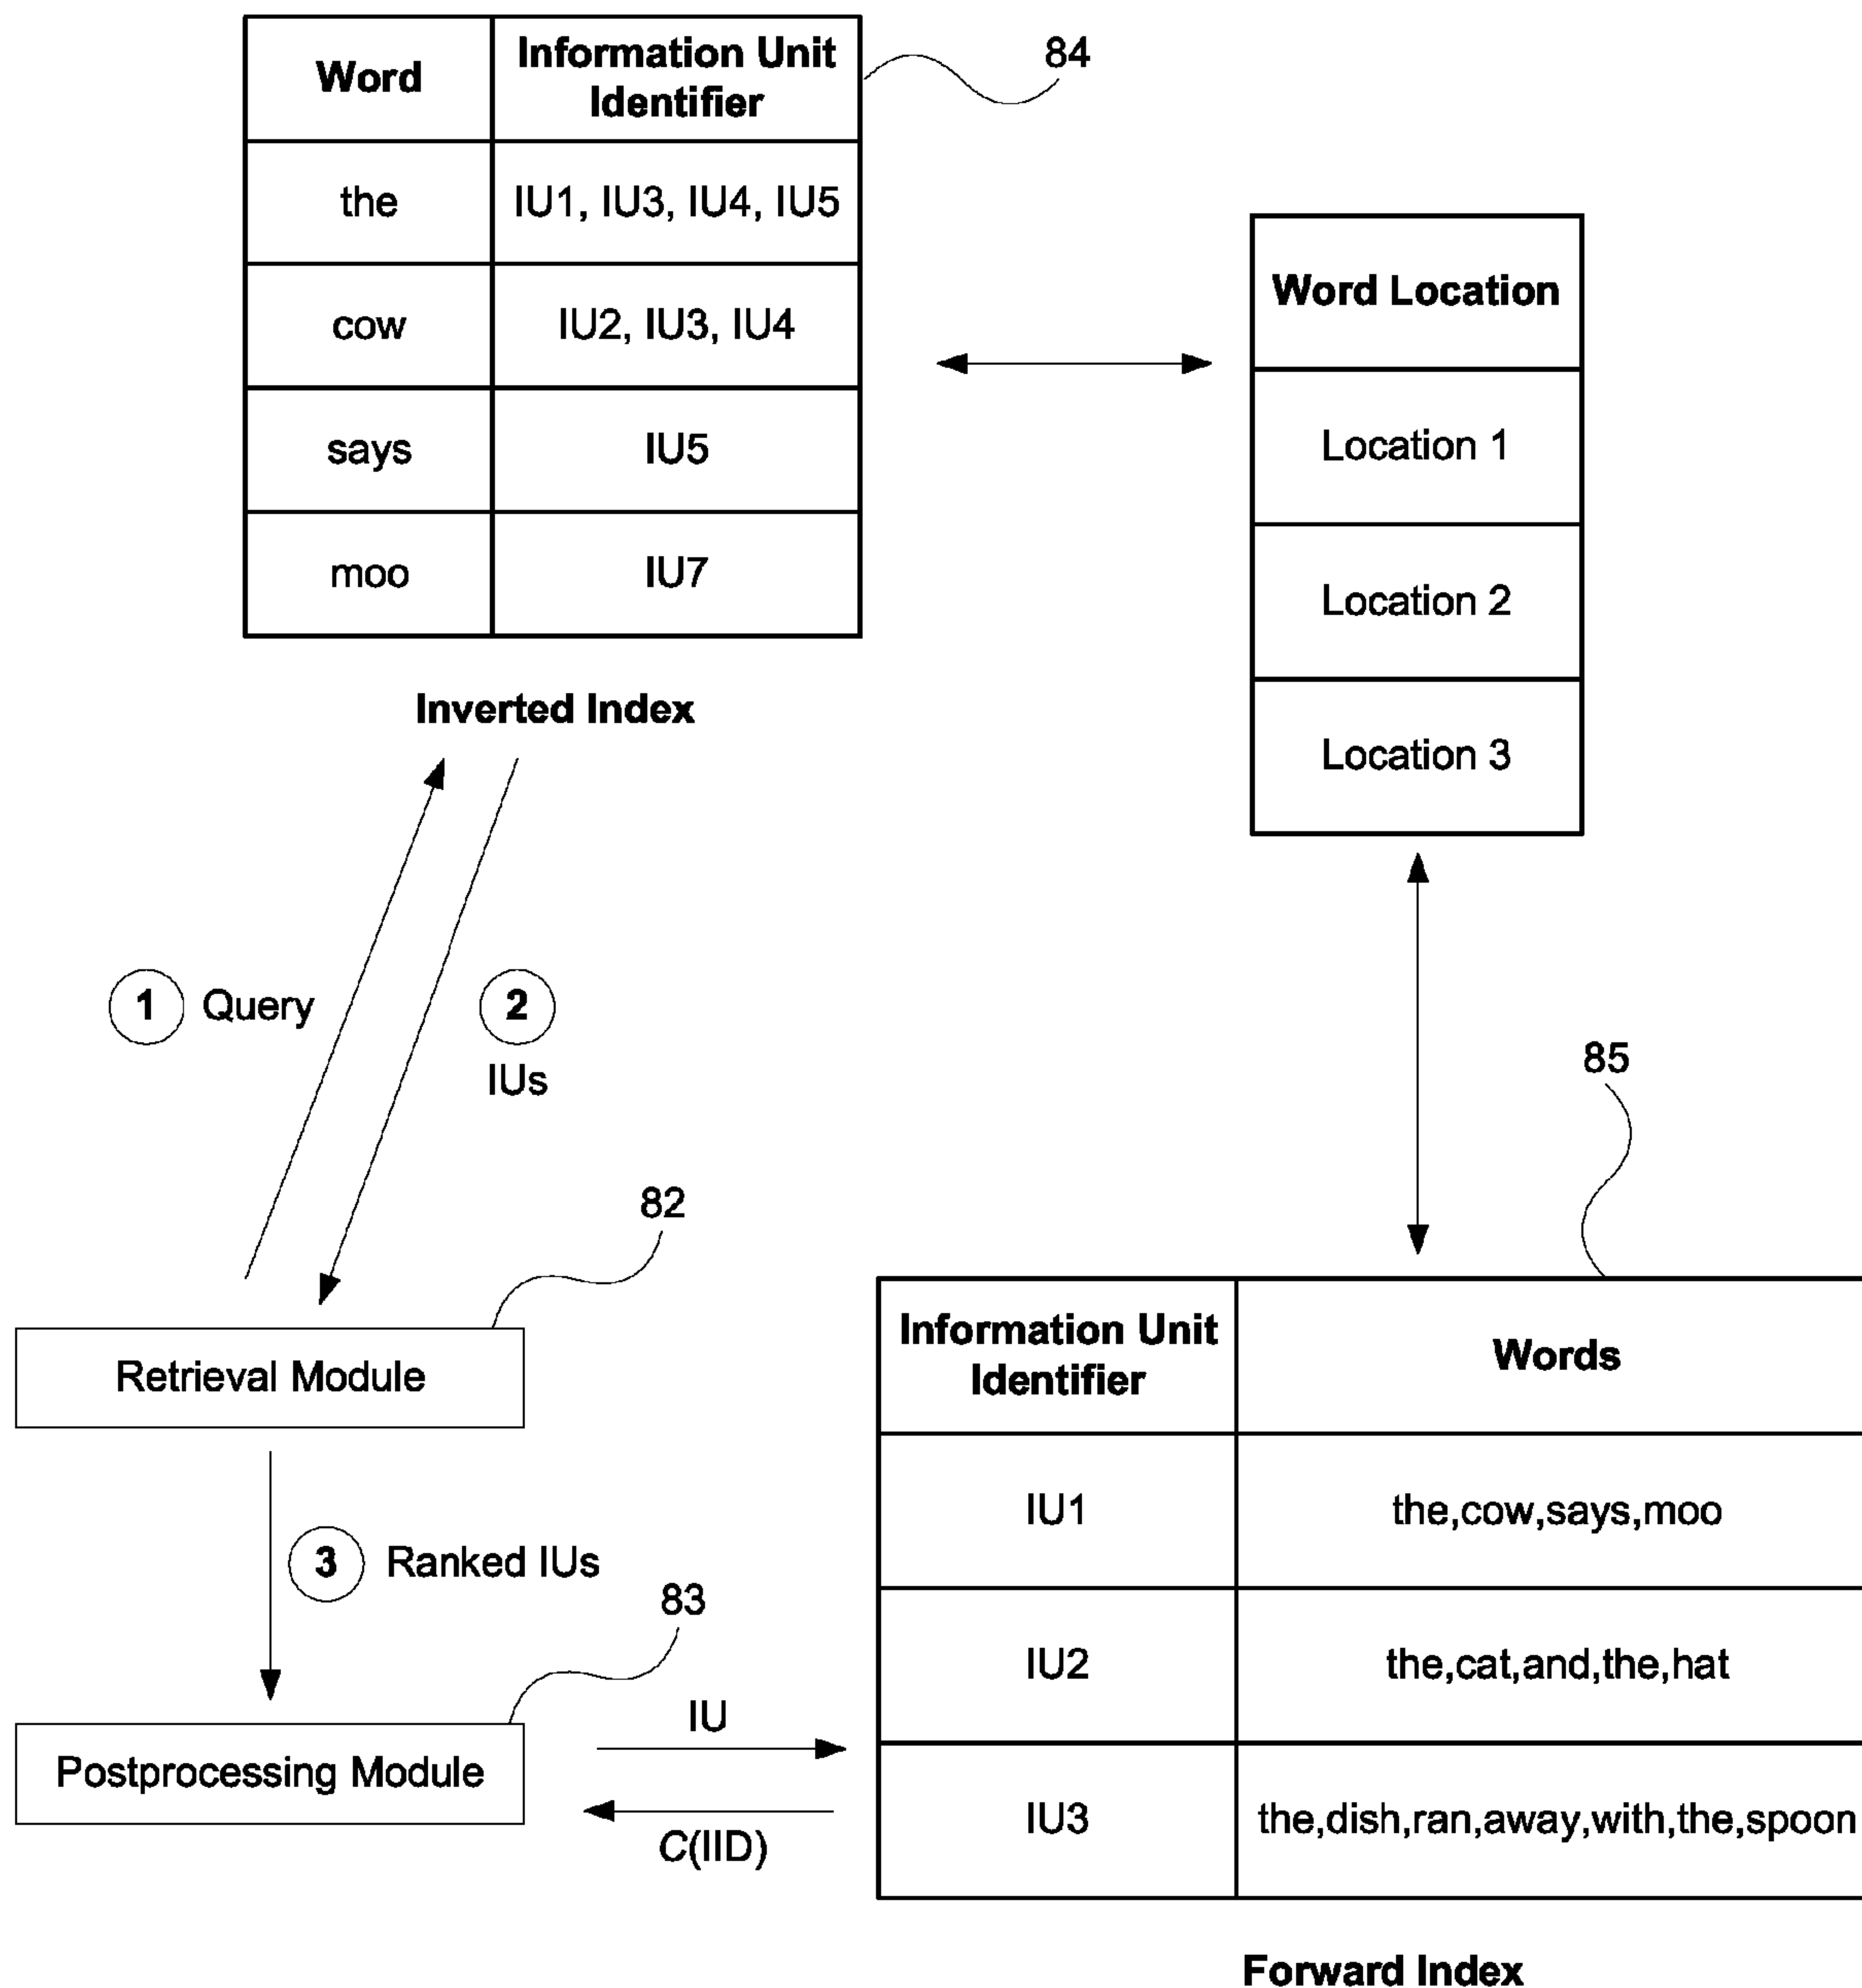 84
Word
Information Unit
Identifier
the
IU1, IU3, IU4, IU5
cow
IU2, IU3, IU4
says
IU5
moo
IU7
Inverted Index
Word Location
Location 1
Location 2
Location 3
1 Query
2
IUs
82
Retrieval Module
3 Ranked IUs
83
Postprocessing Module
IU
C(IID)
85
Information Unit
Identifier
Words
IU1
the,cow,says,moo
IU2
the,cat,and,the,hat
IU3
the,dish,ran,away,with,the,spoon
Forward Index